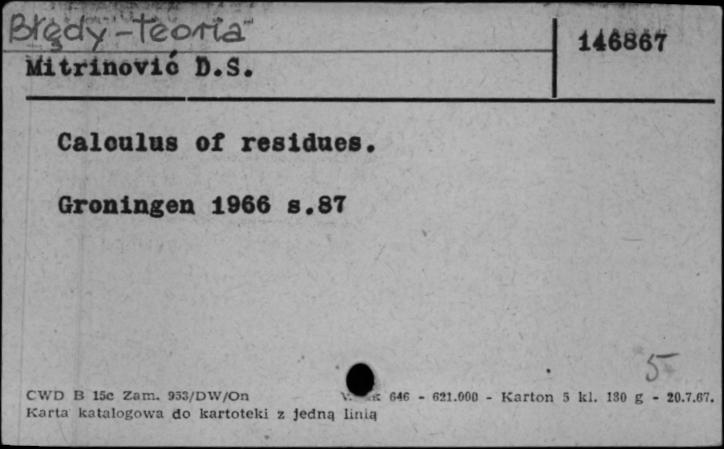 Błędy - teoria
146867
Mitrinović D.S.
Calculus of residues.
Groningen 1966 s.87
5
CWD B 15c Zam. 953/DW/On 646 - 621.000 - Karton 5 kl. 180 g - 20.7.67.
Karta katalogowa do kartoteki z jedną linią